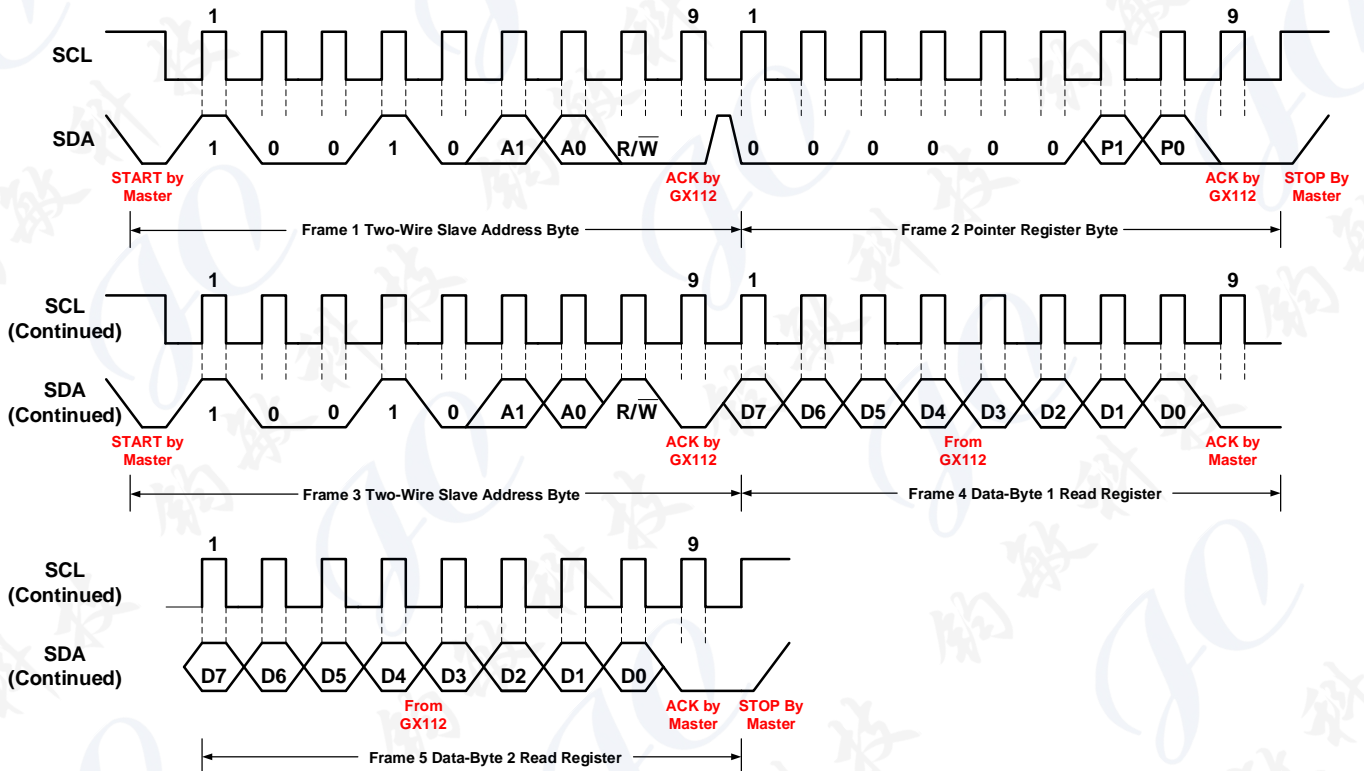 1 9 1 9
SCL
SDA
1 0 0 1 0 A1 A0 R/W̅ 0 0 0 0 0 0 P1 P0
START by
Master
ACK by
GX112
ACK by
GX112
STOP By
Master
Frame 1 Two-Wire Slave Address Byte
Frame 2 Pointer Register Byte
1 9 1 9
SCL
(Continued)
SDA
(Continued)
1 0 0 1 0 A1 A0 R/W̅ D7 D6 D5 D4 D3 D2 D1 D0
START by
Master
ACK by
GX112
From
GX112
ACK by
Master
Frame 3 Two-Wire Slave Address Byte
Frame 4 Data-Byte 1 Read Register
1 9
SCL
(Continued)
SDA
(Continued)
D7 D6 D5 D4 D3 D2 D1 D0
From
GX112
ACK by
Master
STOP By
Master
Frame 5 Data-Byte 2 Read Register